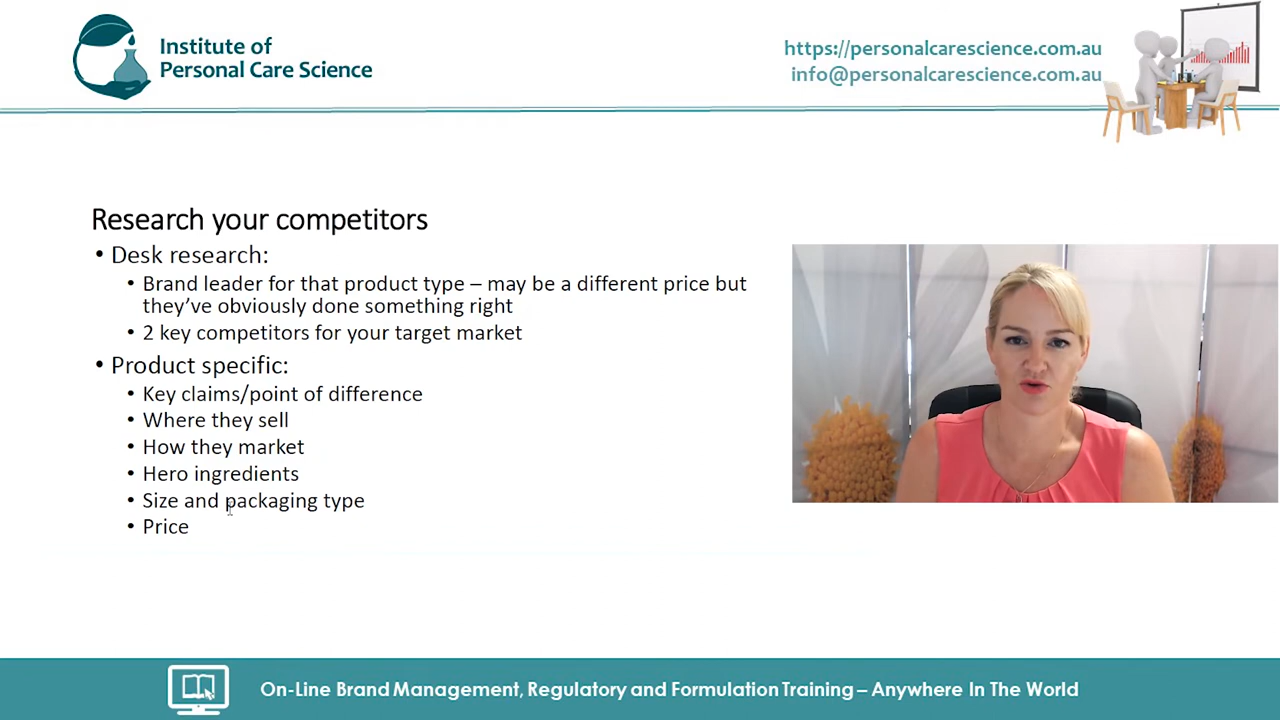 Institute of
Personal Care Science
https://personalcarescience.com.au
info@personalcarescience.com.au
Research your competitors
• Desk research:
• Brand leader for that product type – may be a different price but
they’ve obviously done something right
• 2 key competitors for your target market
• Product specific:
• Key claims/point of difference
• Where they sell
• How they market
• Hero ingredients
• Size and packaging type
• Price
On-Line Brand Management, Regulatory and Formulation Training – Anywhere In The World